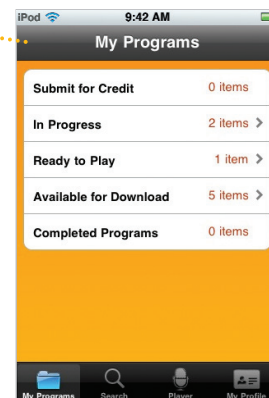 iPod 9:42 AM
My Programs
Submit for Credit 0 items
In Progress 2 items
Ready to Play 1 item
Available for Download 5 items
Completed Programs 0 items
My Programs Search Player My Profile